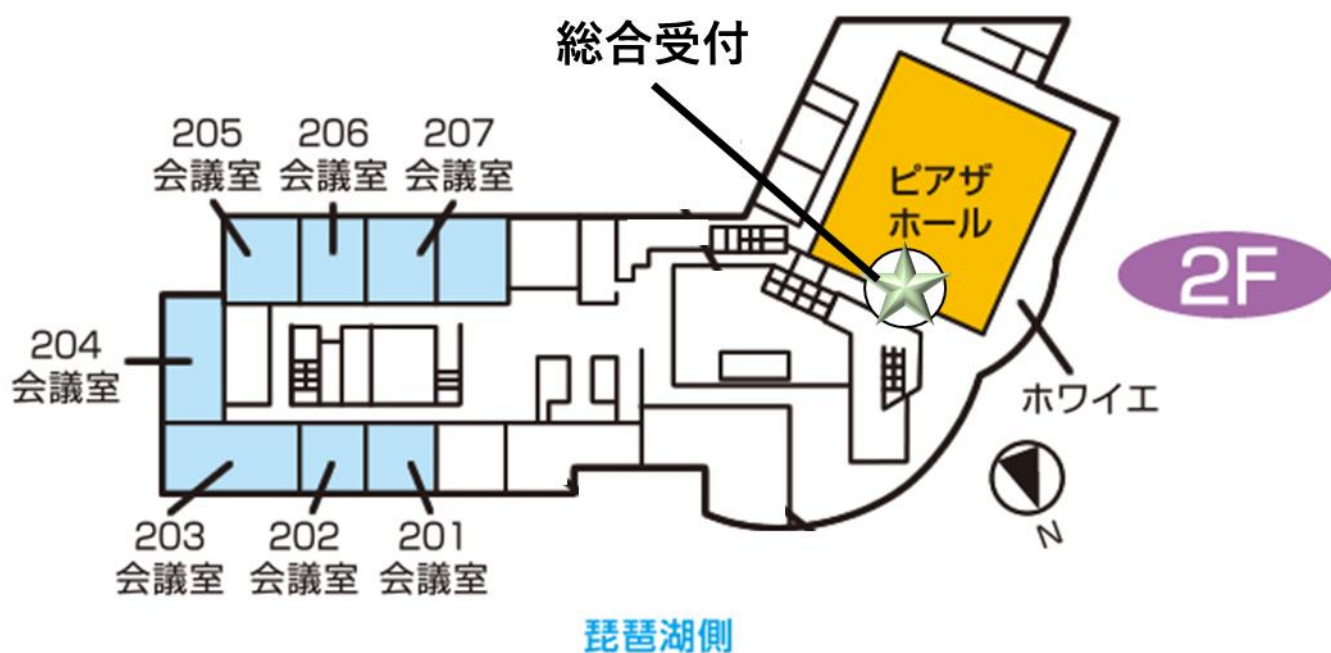 総合受付
205
会議室
206
会議室
207
会議室
ピアザ
ホール
2F
204
会議室
ホワイエ
N
203
会議室
202
会議室
201
会議室
琵琶湖側